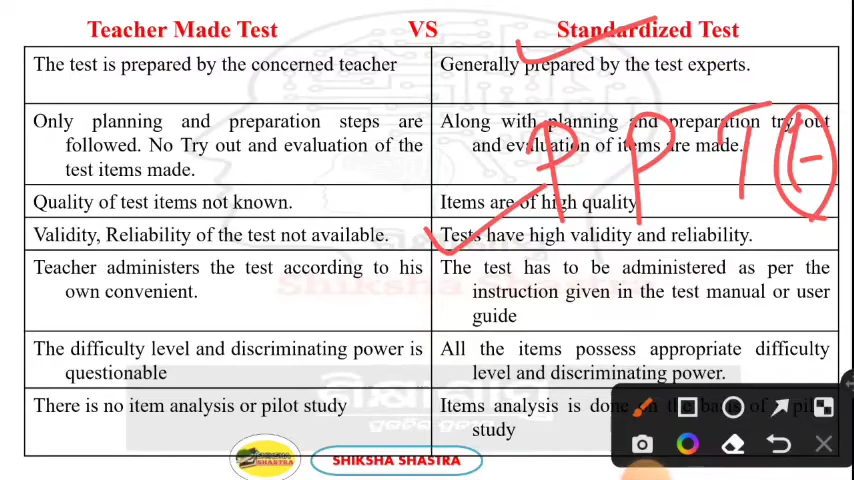 Teacher Made Test VS Standardized Test
The test is prepared by the concerned teacher
Generally prepared by the test experts.
Only planning and preparation steps are
followed. No Try out and evaluation of the
test items made.
Along with planning and preparation try out
and evaluation of items are made.
P P T E
Quality of test items not known.
Items are of high quality
Validity, Reliability of the test not available.
Tests have high validity and reliability.
Teacher administers the test according to his
own convenient.
The test has to be administered as per the
instruction given in the test manual or user
guide
Shiksha Shastra
The difficulty level and discriminating power is
questionable
All the items possess appropriate difficulty
level and discriminating power.
There is no item analysis or pilot study
Items analysis is done on the basis of a pilot
study
ଶିକ୍ଷା ଶାସ୍ତ୍ର
SHIKSHA SHASTRA